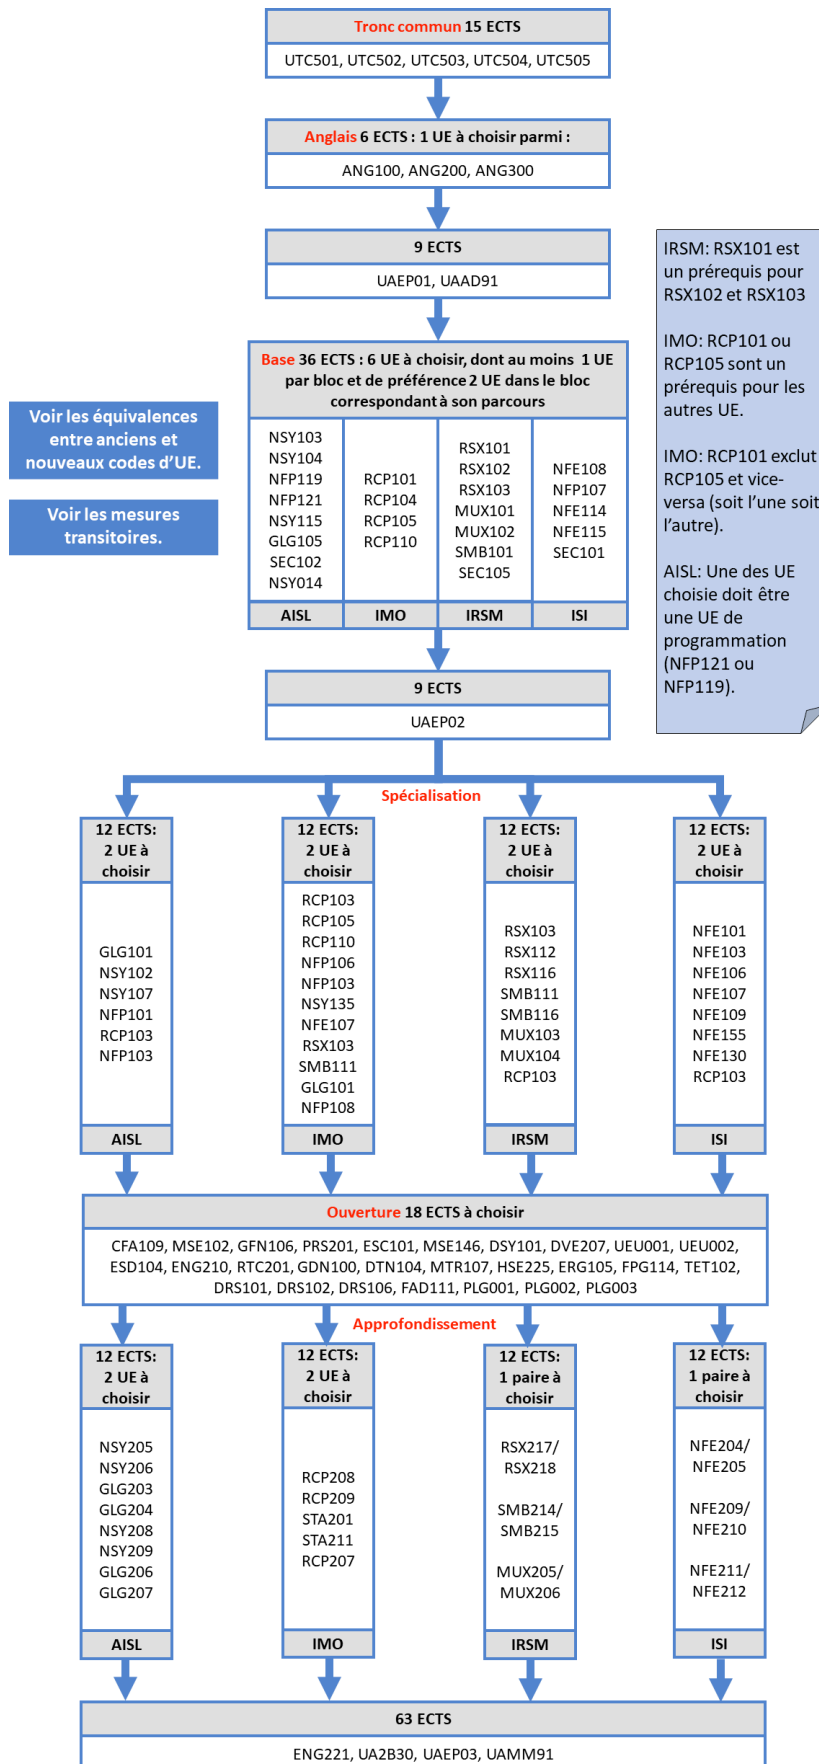 Tronc commun 15 ECTS
UTC501, UTC502, UTC503, UTC504, UTC505
Anglais 6 ECTS : 1 UE à choisir parmi :
ANG100, ANG200, ANG300
9 ECTS
UAEP01, UAAD91
IRSM: RSX101 est
un prérequis pour
RSX102 et RSX103
IMO: RCP101 ou
RCP105 sont un
prérequis pour les
autres UE.
IMO: RCP101 exclut
RCP105 et vice-
versa (soit l'une soit
l'autre).
AISL: Une des UE
choisie doit être
une UE de
programmation
(NFP121 ou
NFP119).
Base 36 ECTS : 6 UE à choisir, dont au moins 1 UE
par bloc et de préférence 2 UE dans le bloc
correspondant à son parcours
Voir les équivalences
entre anciens et
nouveaux codes d'UE.
Voir les mesures
transitoires.
NSY103
NSY104
NFP119
NFP121
NSY115
GLG105
SEC102
NSY014
AISL
RCP101
RCP104
RCP105
RCP110
IMO
RSX101
RSX102
RSX103
MUX101
MUX102
SMB101
SEC105
IRSM
NFE108
NFP107
NFE114
NFE115
SEC101
ISI
9 ECTS
UAEP02
Spécialisation
12 ECTS:
2 UE à
choisir
GLG101
NSY102
NSY107
NFP101
RCP103
NFP103
AISL
12 ECTS:
2 UE à
choisir
RCP103
RCP105
RCP110
NFP106
NFP103
NSY135
NFE107
RSX103
SMB111
GLG101
NFP108
IMO
12 ECTS:
2 UE à
choisir
RSX103
RSX112
RSX116
SMB111
SMB116
MUX103
MUX104
RCP103
IRSM
12 ECTS:
2 UE à
choisir
NFE101
NFE103
NFE106
NFE107
NFE109
NFE155
NFE130
RCP103
ISI
Ouverture 18 ECTS à choisir
CFA109, MSE102, GFN106, PRS201, ESC101, MSE146, DSY101, DVE207, UEU001, UEU002,
ESD104, ENG210, RTC201, GDN100, DTN104, MTR107, HSE225, ERG105, FPG114, TET102,
DRS101, DRS102, DRS106, FAD111, PLG001, PLG002, PLG003
Approfondissement
12 ECTS:
2 UE à
choisir
NSY205
NSY206
GLG203
GLG204
NSY208
NSY209
GLG206
GLG207
AISL
12 ECTS:
2 UE à
choisir
RCP208
RCP209
STA201
STA211
RCP207
IMO
12 ECTS:
1 paire à
choisir
RSX217/
RSX218
SMB214/
SMB215
MUX205/
MUX206
IRSM
12 ECTS:
1 paire à
choisir
NFE204/
NFE205
NFE209/
NFE210
NFE211/
NFE212
ISI
63 ECTS
ENG221, UA2B30, UAEP03, UAMM91